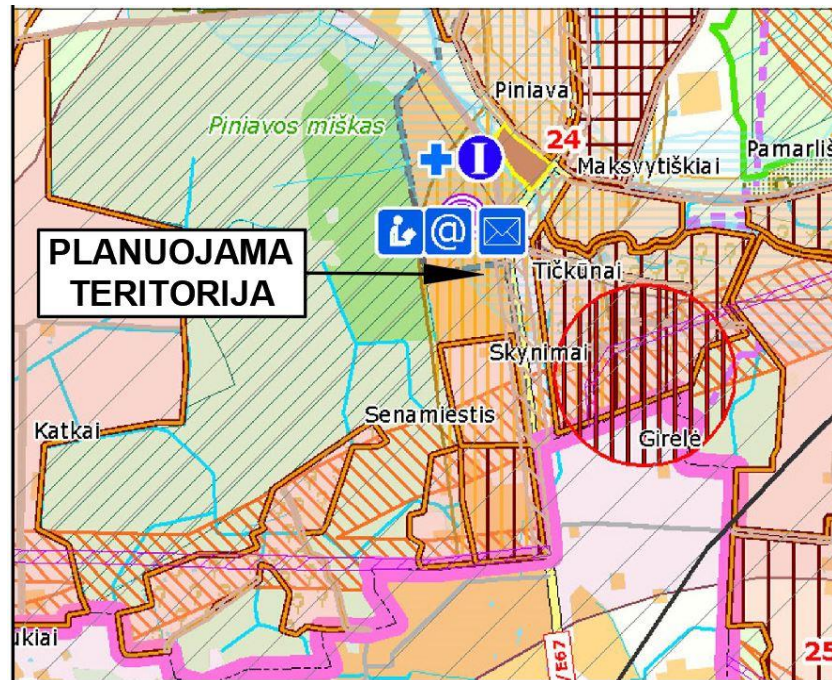 Piniava
24
Piniavos miškas
Maksvytiškiai
Pamarliš
I
@
PLANUOJAMA
TERITORIJA
Tičkūnai
Skynimai
Senamiestis
Katkai
Girelė
ukiai
/E67
25